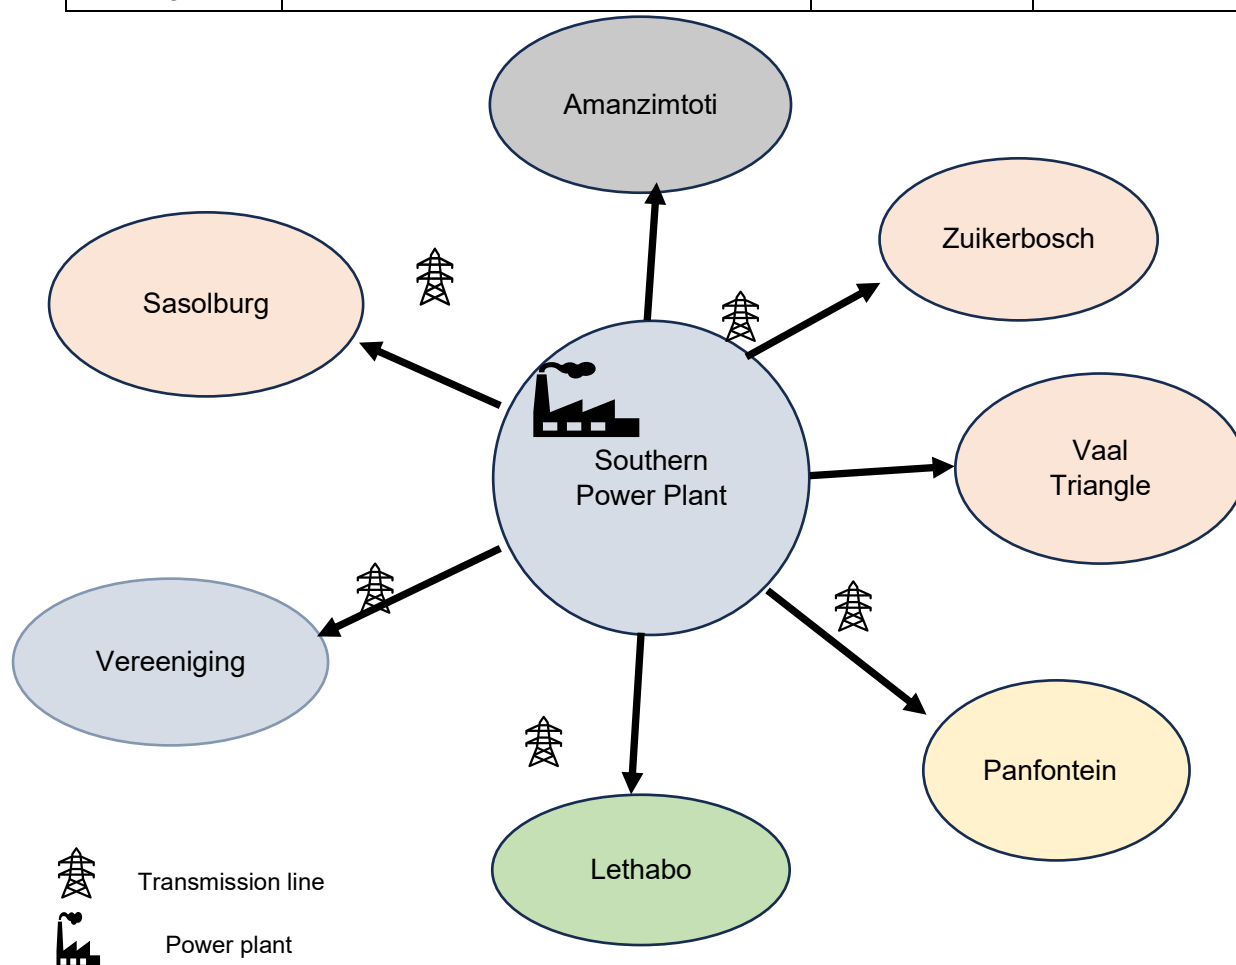 Amanzimtoti
Zuikerbosch
Sasolburg
Vaal
Triangle
Southern
Power Plant
Vereeniging
Panfontein
Lethabo
Transmission line
Power plant